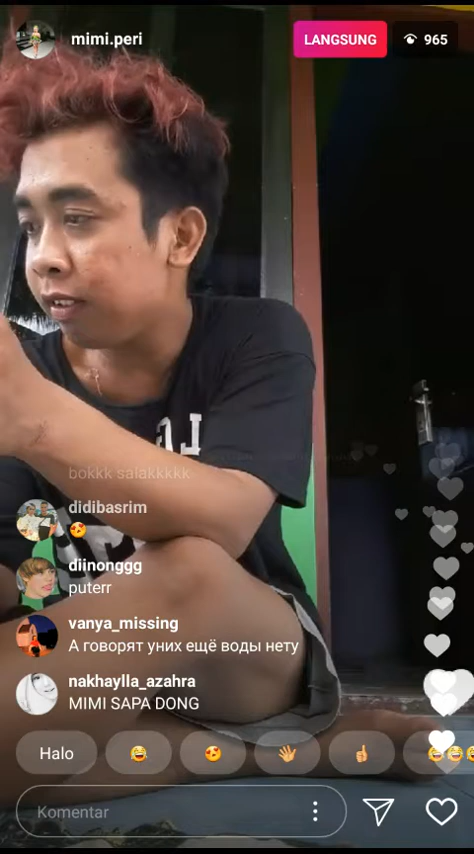 mimi.peri
LANGSUNG
965
bokkk salakkkkk
didibasrim
😍
diinonggg
puterr
vanya_missing
А говорят уних ещё воды нету
nakhaylla_azahra
MIMI SAPA DONG
Halo
Komentar